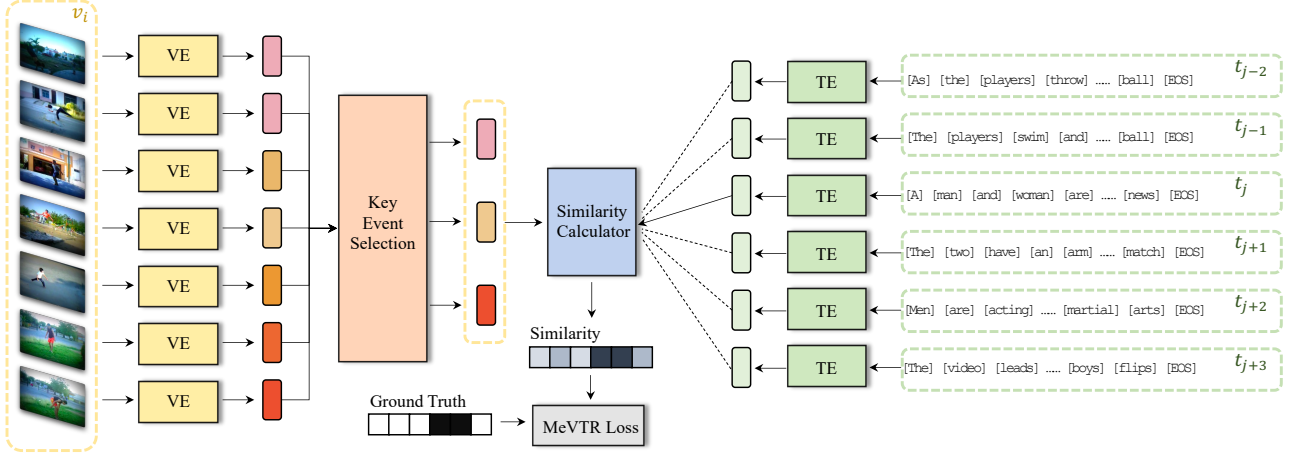 v_i
VE
VE
VE
VE
VE
VE
VE
Key
Event
Selection
Similarity
Calculator
Similarity
Ground Truth
MeVTR Loss
TE
[As] [the] [players] [throw] ..... [ball] [EOS]
t_{j-2}
TE
[The] [players] [swim] [and] ..... [ball] [EOS]
t_{j-1}
TE
[A] [man] [and] [woman] [are] ..... [news] [EOS]
t_j
TE
[The] [two] [have] [an] [arm] ..... [match] [EOS]
t_{j+1}
TE
[Men] [are] [acting] ..... [martial] [arts] [EOS]
t_{j+2}
TE
[The] [video] [leads] ..... [boys] [flips] [EOS]
t_{j+3}